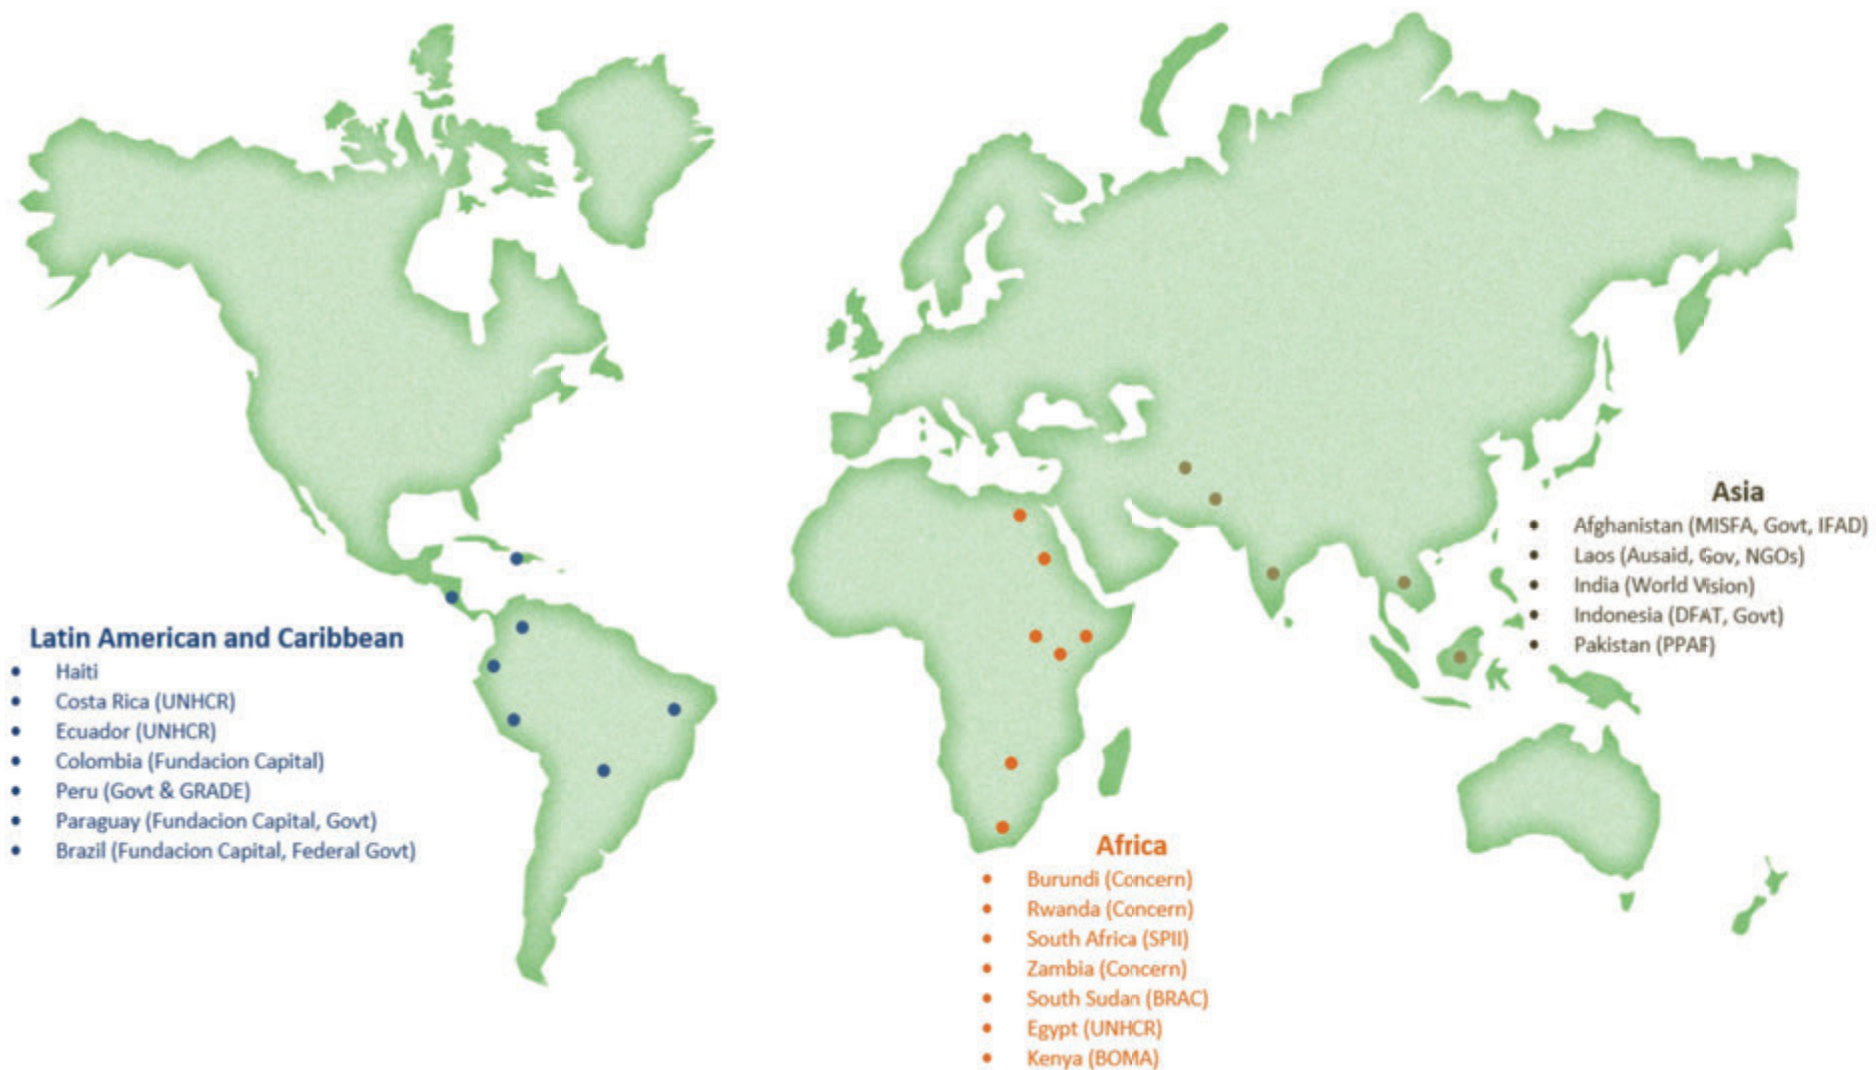 Latin American and Caribbean
Haiti
Costa Rica (UNHCR)
Ecuador (UNHCR)
Colombia (Fundacion Capital)
Peru (Govt & GRADE)
Paraguay (Fundacion Capital, Govt)
Brazil (Fundacion Capital, Federal Govt)
Africa
Burundi (Concern)
Rwanda (Concern)
South Africa (SPII)
Zambia (Concern)
South Sudan (BRAC)
Egypt (UNHCR)
Kenya (BOMA)
Asia
Afghanistan (MISFA, Govt, IFAD)
Laos (Ausaid, Gov, NGOs)
India (World Vision)
Indonesia (DFAT, Govt)
Pakistan (PPAF)